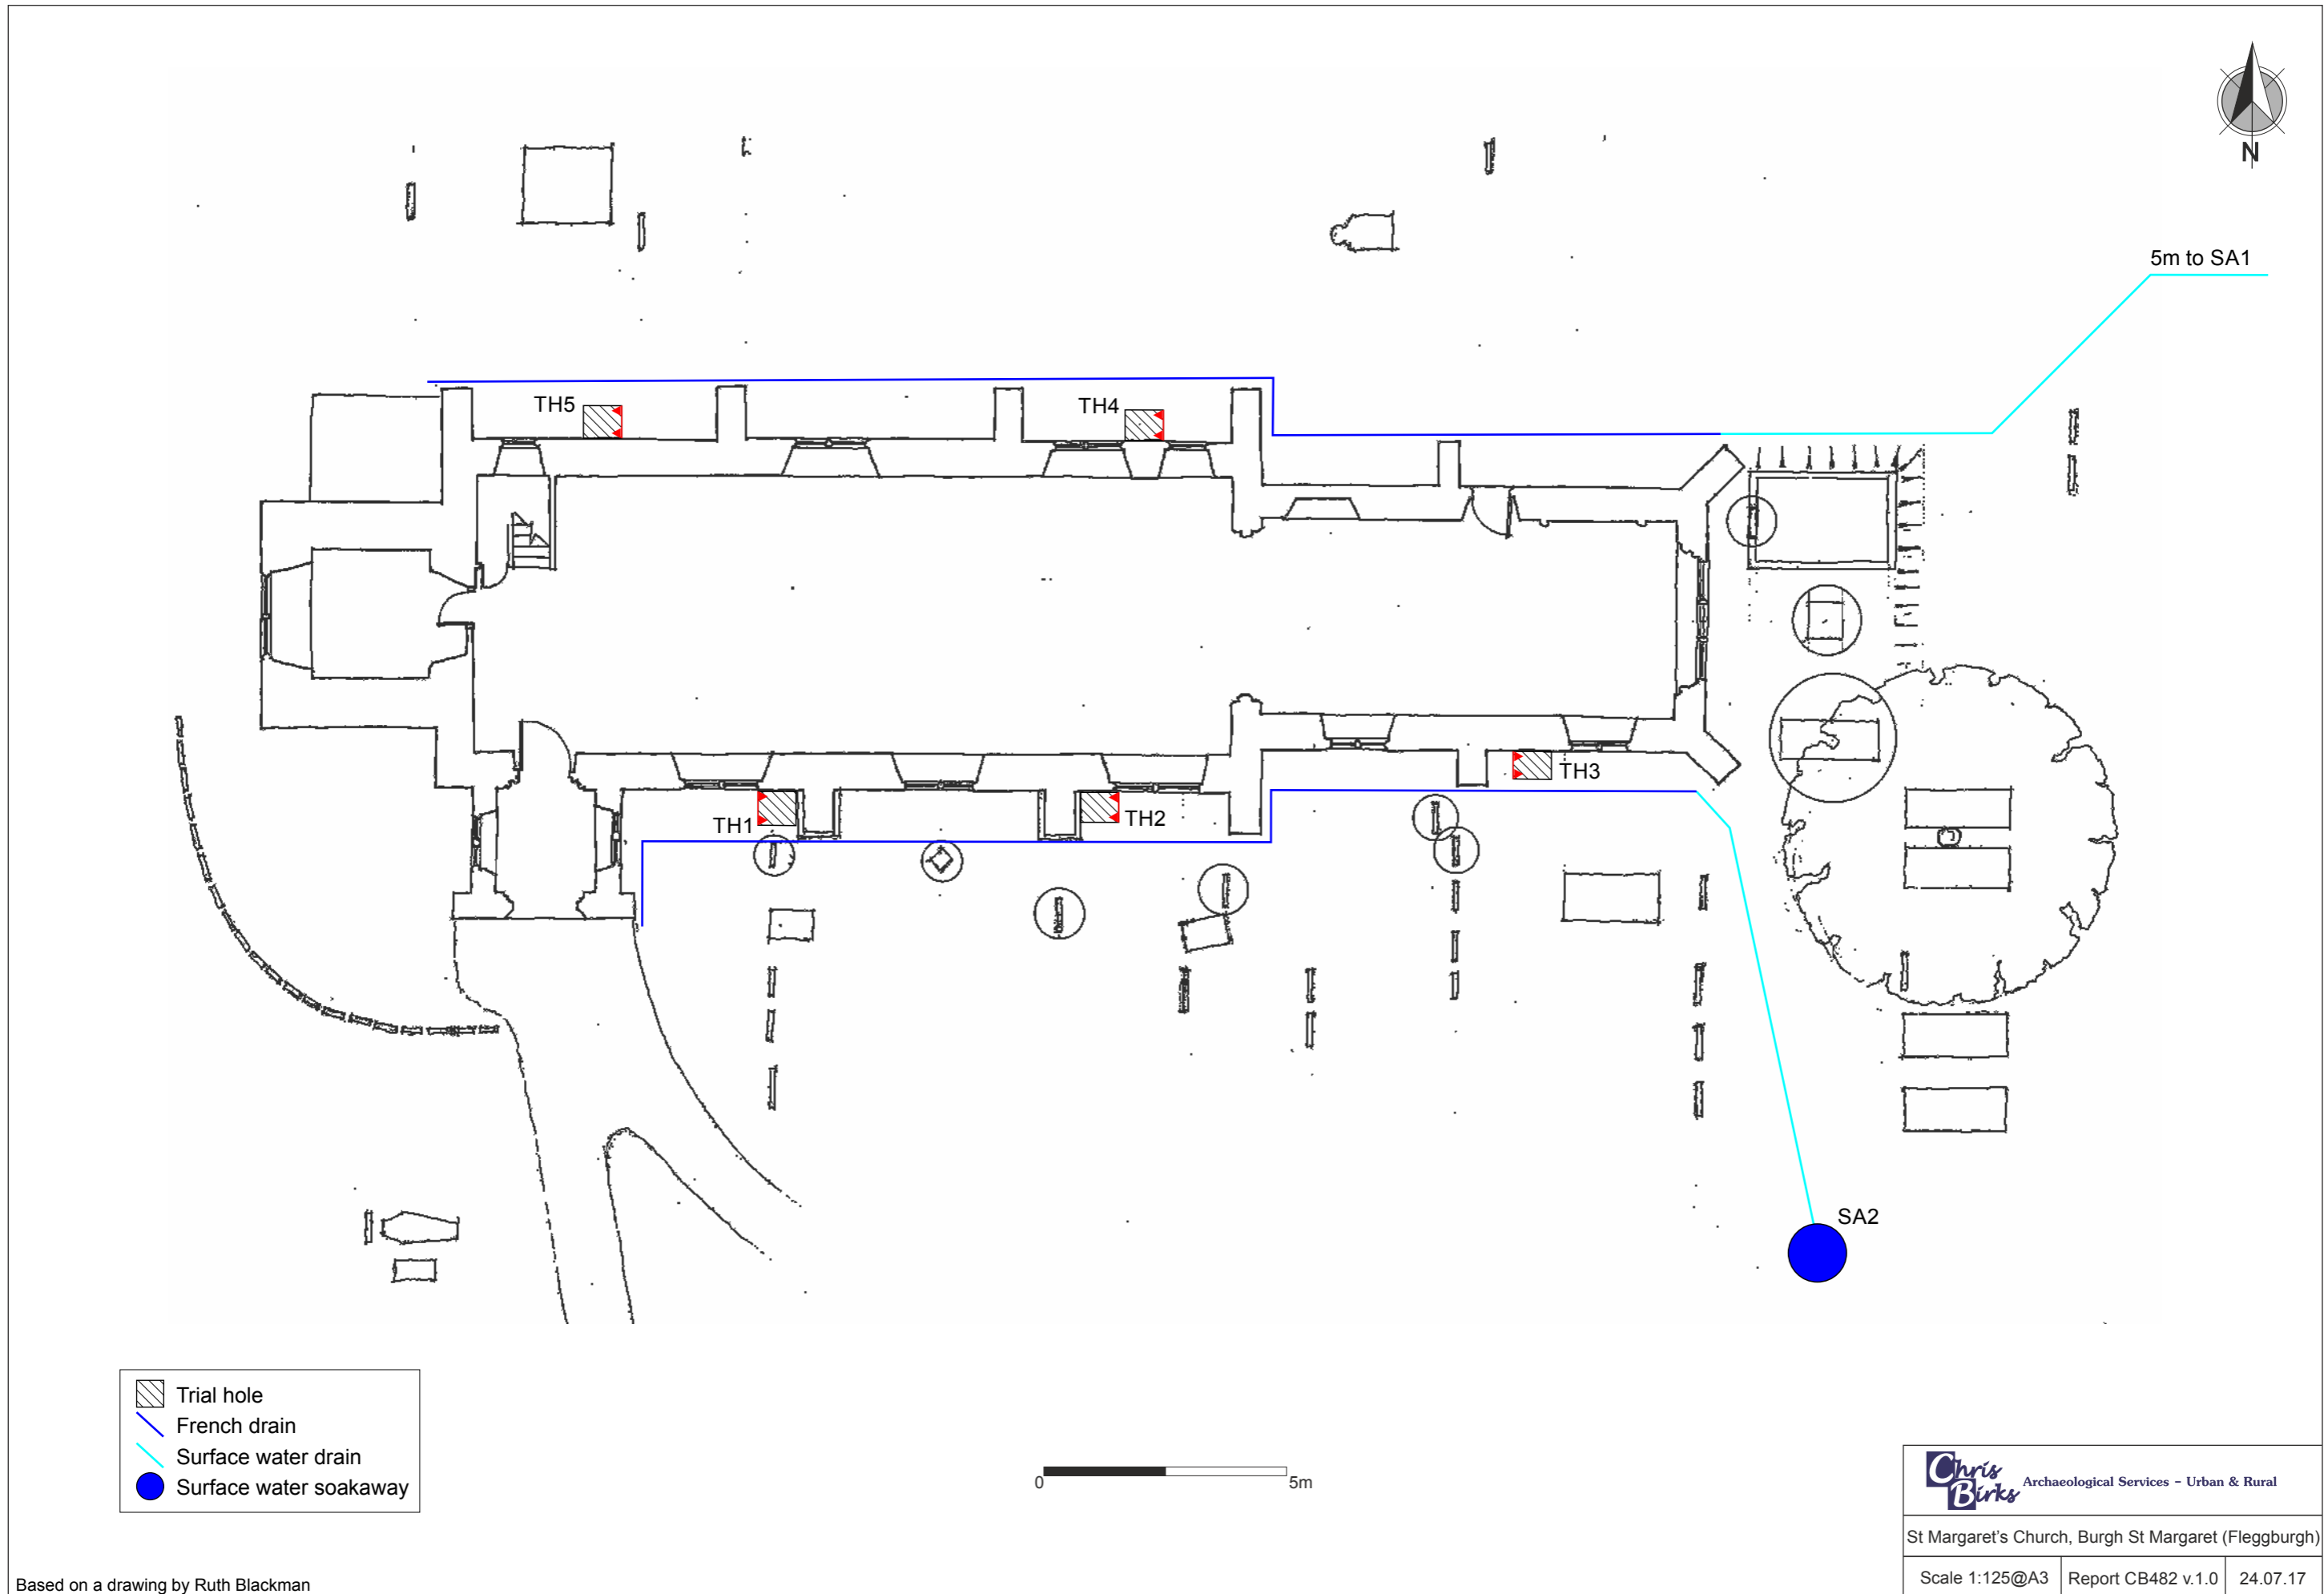 N
5m to SA1
TH5
TH4
TH3
TH1
TH2
SA2
Trial hole
French drain
Surface water drain
Surface water soakaway
0
5m
Chris
Birks
Archaeological Services - Urban & Rural
St Margaret's Church, Burgh St Margaret (Fleggburgh)
Scale 1:125@A3
Report CB482 v.1.0
24.07.17
Based on a drawing by Ruth Blackman